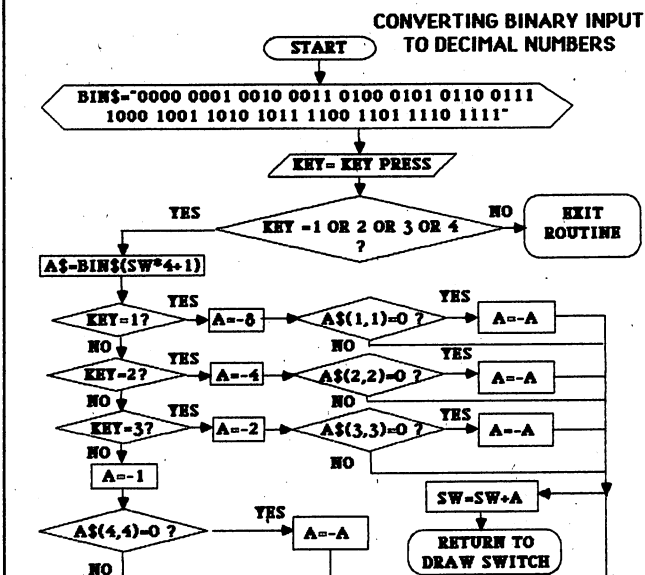 CONVERTING BINARY INPUT
TO DECIMAL NUMBERS
START
BIN$="0000 0001 0010 0011 0100 0101 0110 0111
1000 1001 1010 1011 1100 1101 1110 1111"
KEY= KEY PRESS
YES
KEY =1 OR 2 OR 3 OR 4
?
NO
EXIT
ROUTINE
A$=BIN$(SW*4+1)
KEY=1?
YES
A=-8
A$(1,1)=0 ?
YES
A=-A
NO
NO
KEY=2?
YES
A=-4
A$(2,2)=0 ?
YES
A=-A
NO
NO
KEY=3?
YES
A=-2
A$(3,3)=0 ?
YES
A=-A
NO
NO
A=-1
SW=SW+A
A$(4,4)=0 ?
YES
A=-A
RETURN TO
DRAW SWITCH
NO